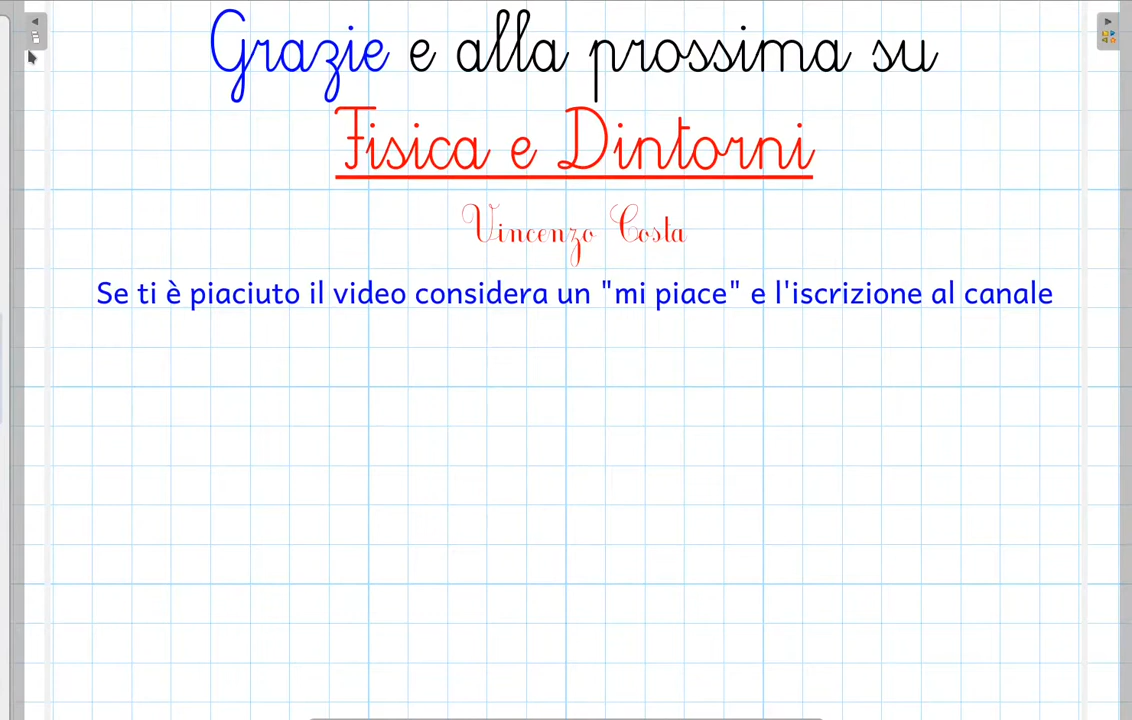 Grazie e alla prossima su
Fisica e Dintorni
Vincenzo Costa
Se ti è piaciuto il video considera un "mi piace" e l'iscrizione al canale